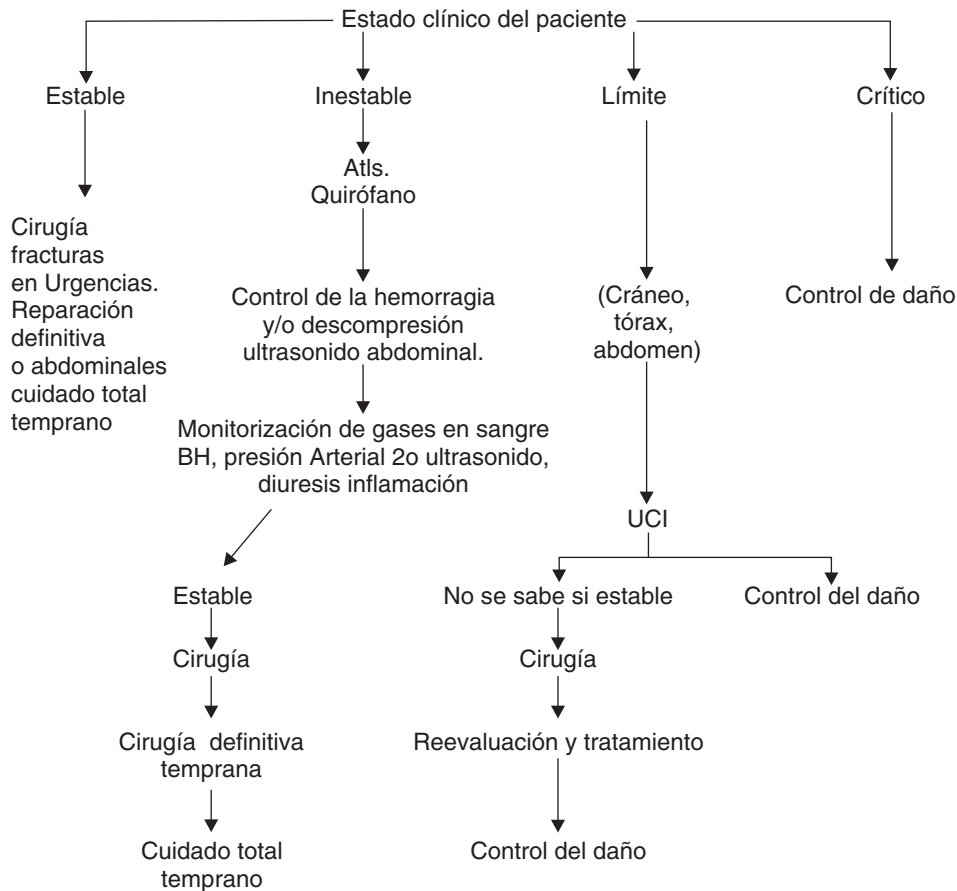 Estado clínico del paciente
Estable
Inestable
Límite
Crítico
Atls.
Quirófano
Cirugía
fracturas
en Urgencias.
Reparación
definitiva
o abdominales
cuidado total
temprano
Control de la hemorragia
y/o descompresión
ultrasonido abdominal.
(Cráneo,
tórax,
abdomen)
Control de daño
Monitorización de gases en sangre
BH, presión Arterial 2o ultrasonido,
diuresis inflamación
UCI
Estable
No se sabe si estable
Control del daño
Cirugía
Cirugía
Cirugía definitiva
temprana
Reevaluación y tratamiento
Cuidado total
temprano
Control del daño